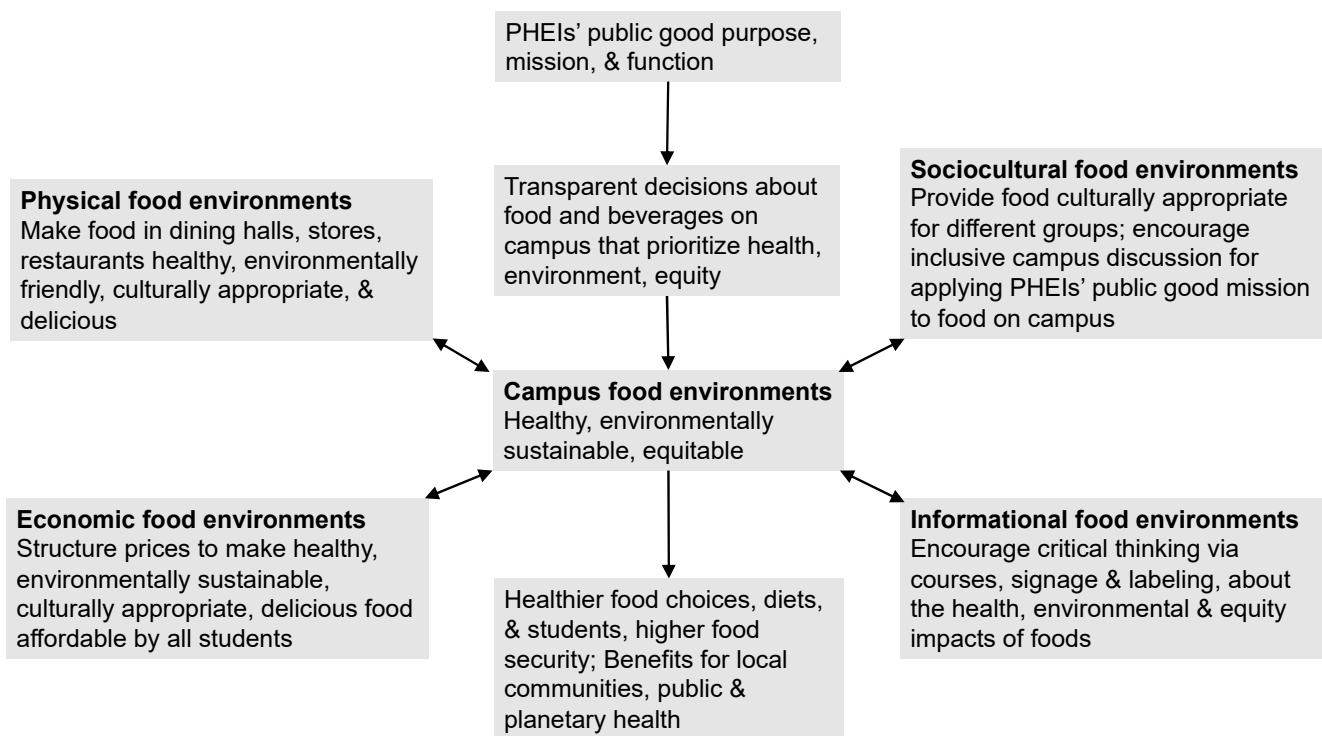 PHEIs’ public good purpose,
mission, & function
Physical food environments
Make food in dining halls, stores,
restaurants healthy, environmentally
friendly, culturally appropriate, &
delicious
Transparent decisions about
food and beverages on
campus that prioritize health,
environment, equity
Sociocultural food environments
Provide food culturally appropriate
for different groups; encourage
inclusive campus discussion for
applying PHEIs’ public good mission
to food on campus
Campus food environments
Healthy, environmentally
sustainable, equitable
Economic food environments
Structure prices to make healthy,
environmentally sustainable,
culturally appropriate, delicious food
affordable by all students
Healthier food choices, diets,
& students, higher food
security; Benefits for local
communities, public &
planetary health
Informational food environments
Encourage critical thinking via
courses, signage & labeling, about
the health, environmental & equity
impacts of foods